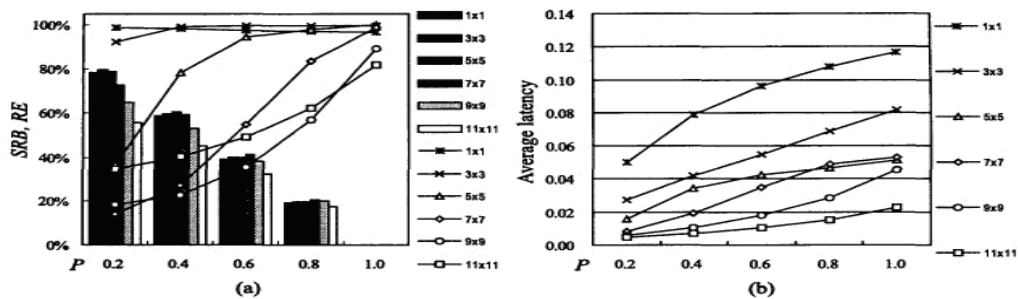 100%
80%
60%
40%
20%
0%
SRB, RE
P 0.2 0.4 0.6 0.8 1.0
(a)
1x1
3x3
5x5
7x7
9x9
11x11
1x1
3x3
5x5
7x7
9x9
11x11
0.14
0.12
0.10
0.08
0.06
0.04
0.02
0.00
Average latency
P 0.2 0.4 0.6 0.8 1.0
(b)
1x1
3x3
5x5
7x7
9x9
11x11